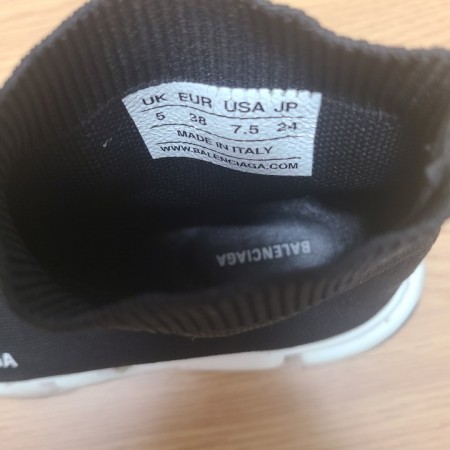 UK EUR USA JP
5 38 7.5 24
MADE IN ITALY
WWW.BALENCIAGA.COM
BALENCIAGA